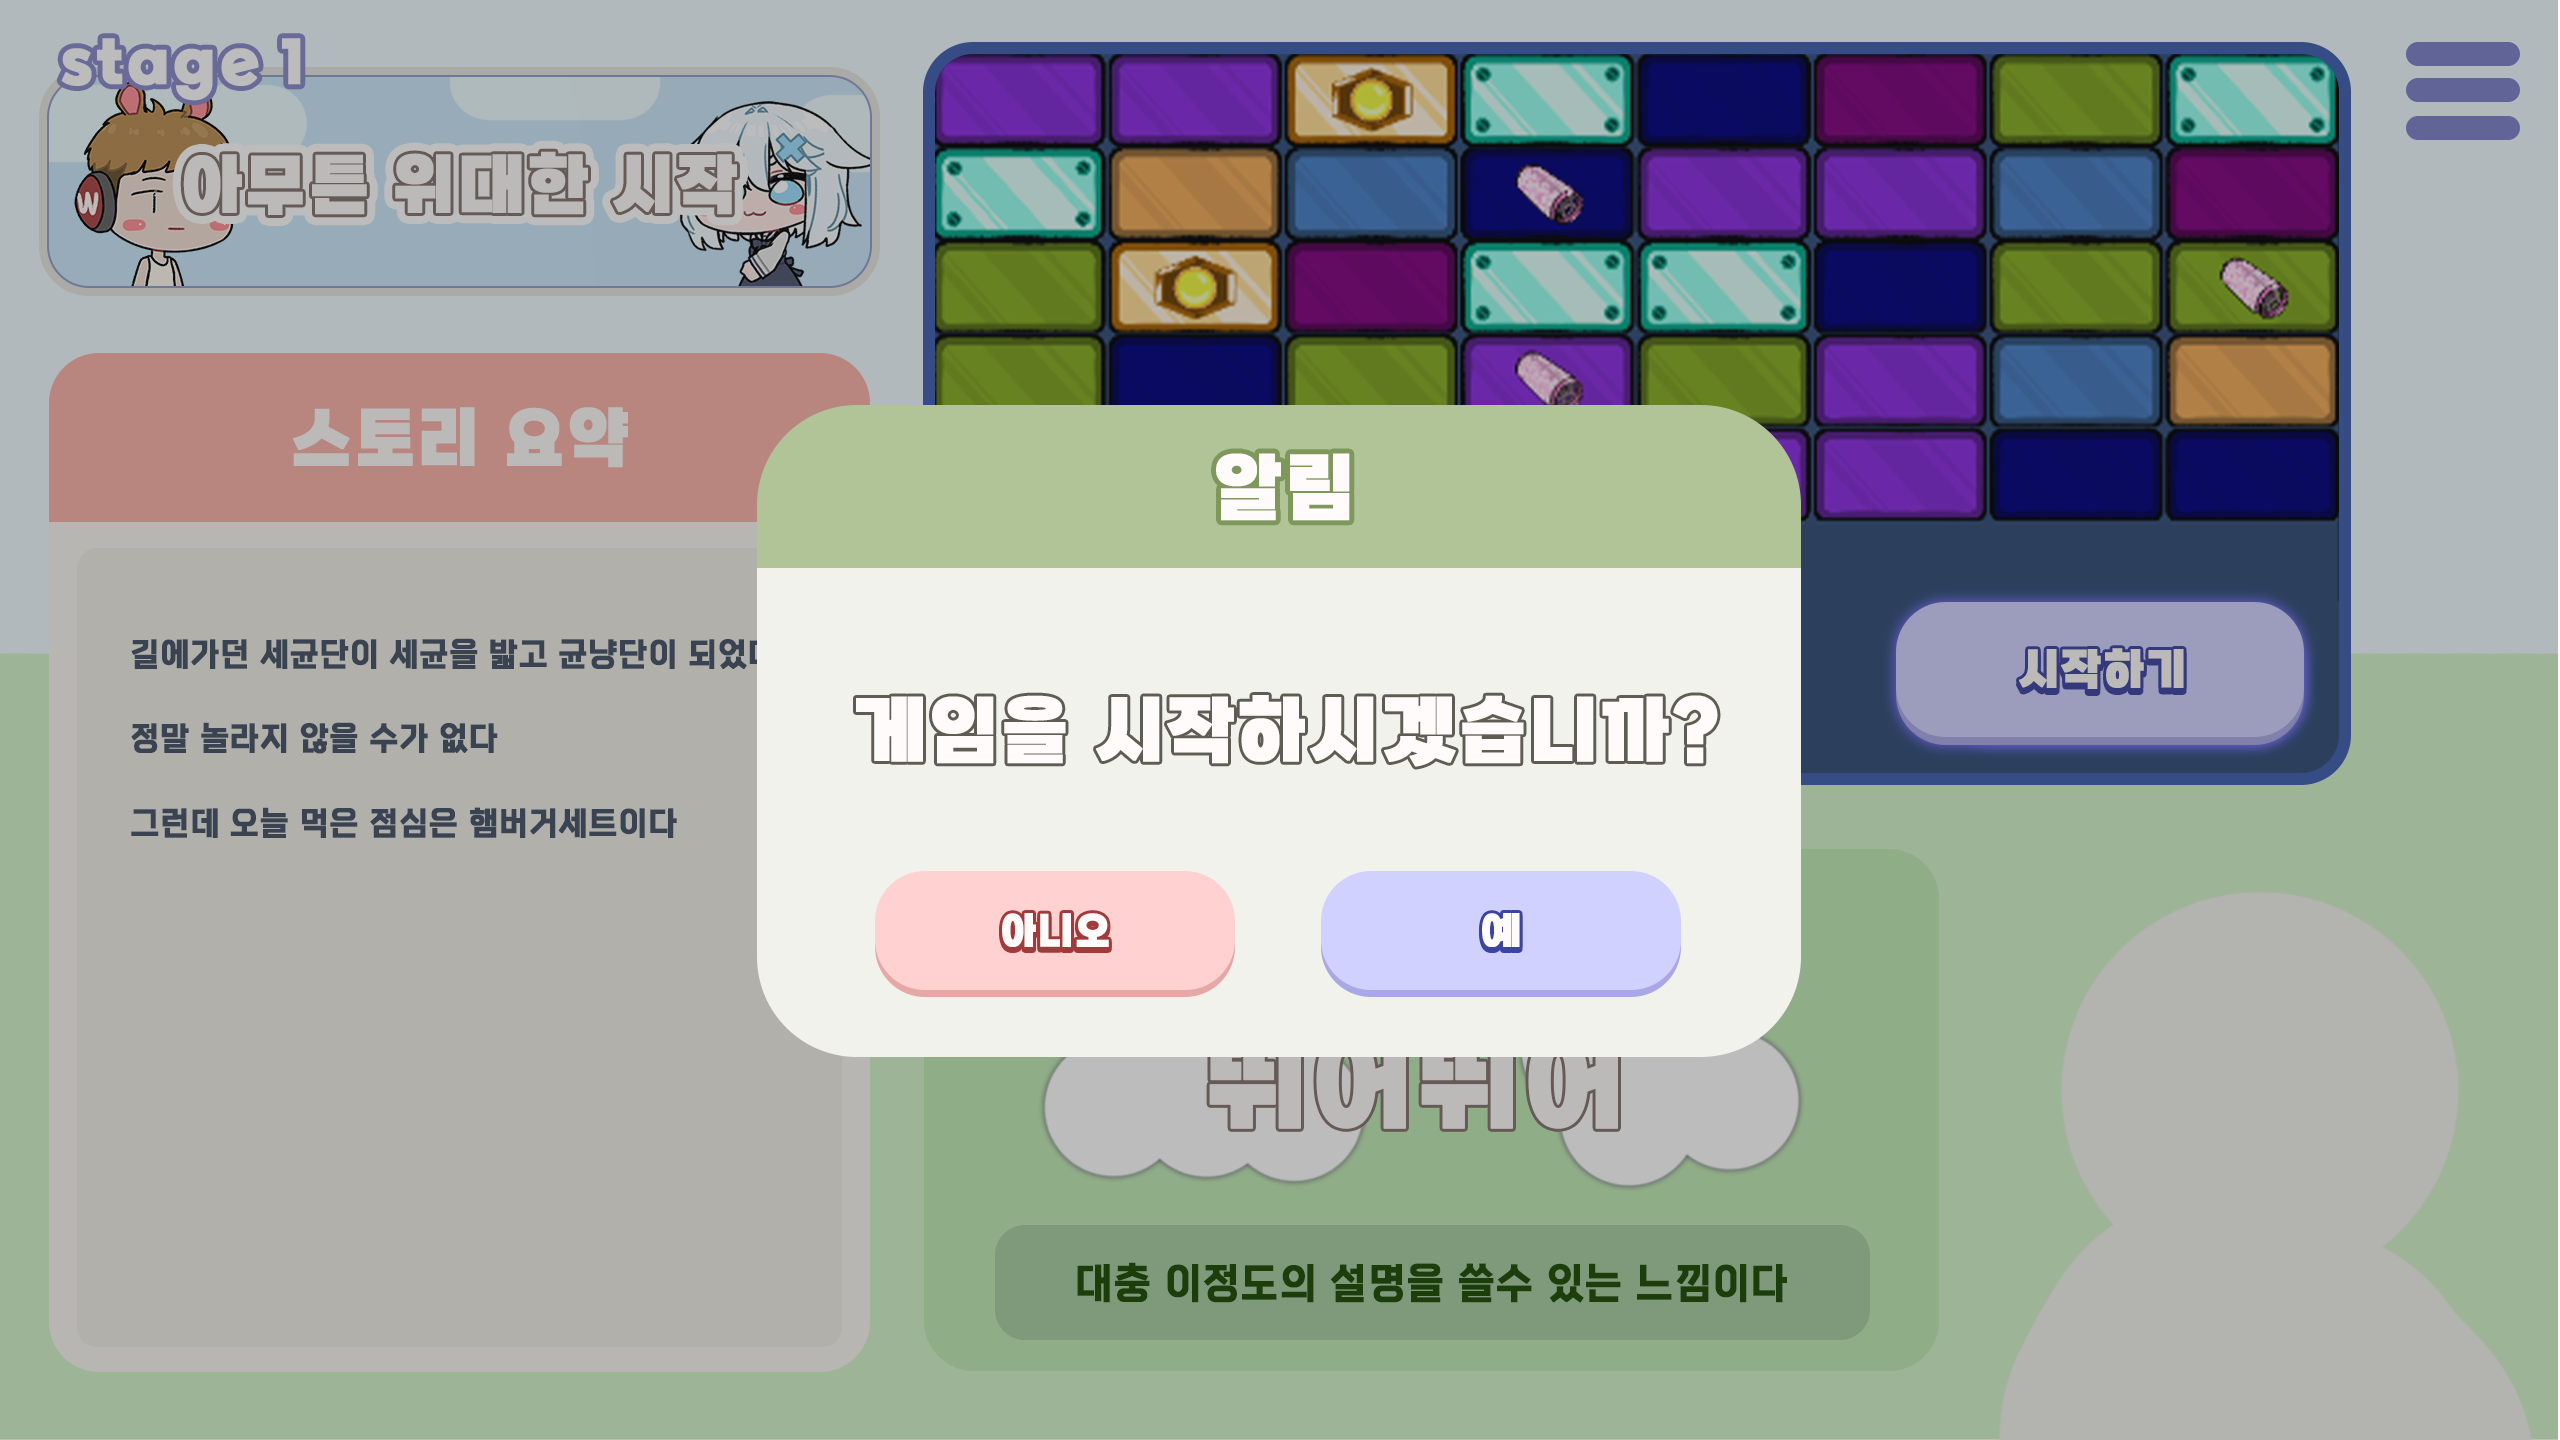 stage 1
아무튼 위대한 시작
W
스토리 요약
길에가던 세균단이 세균을 밟고 균냥단이 되었다
정말 놀라지 않을 수가 없다
그런데 오늘 먹은 점심은 햄버거세트이다
시작하기
알림
게임을 시작하시겠습니까?
아니오
예
뛰어뛰어
대충 이정도의 설명을 쓸수 있는 느낌이다